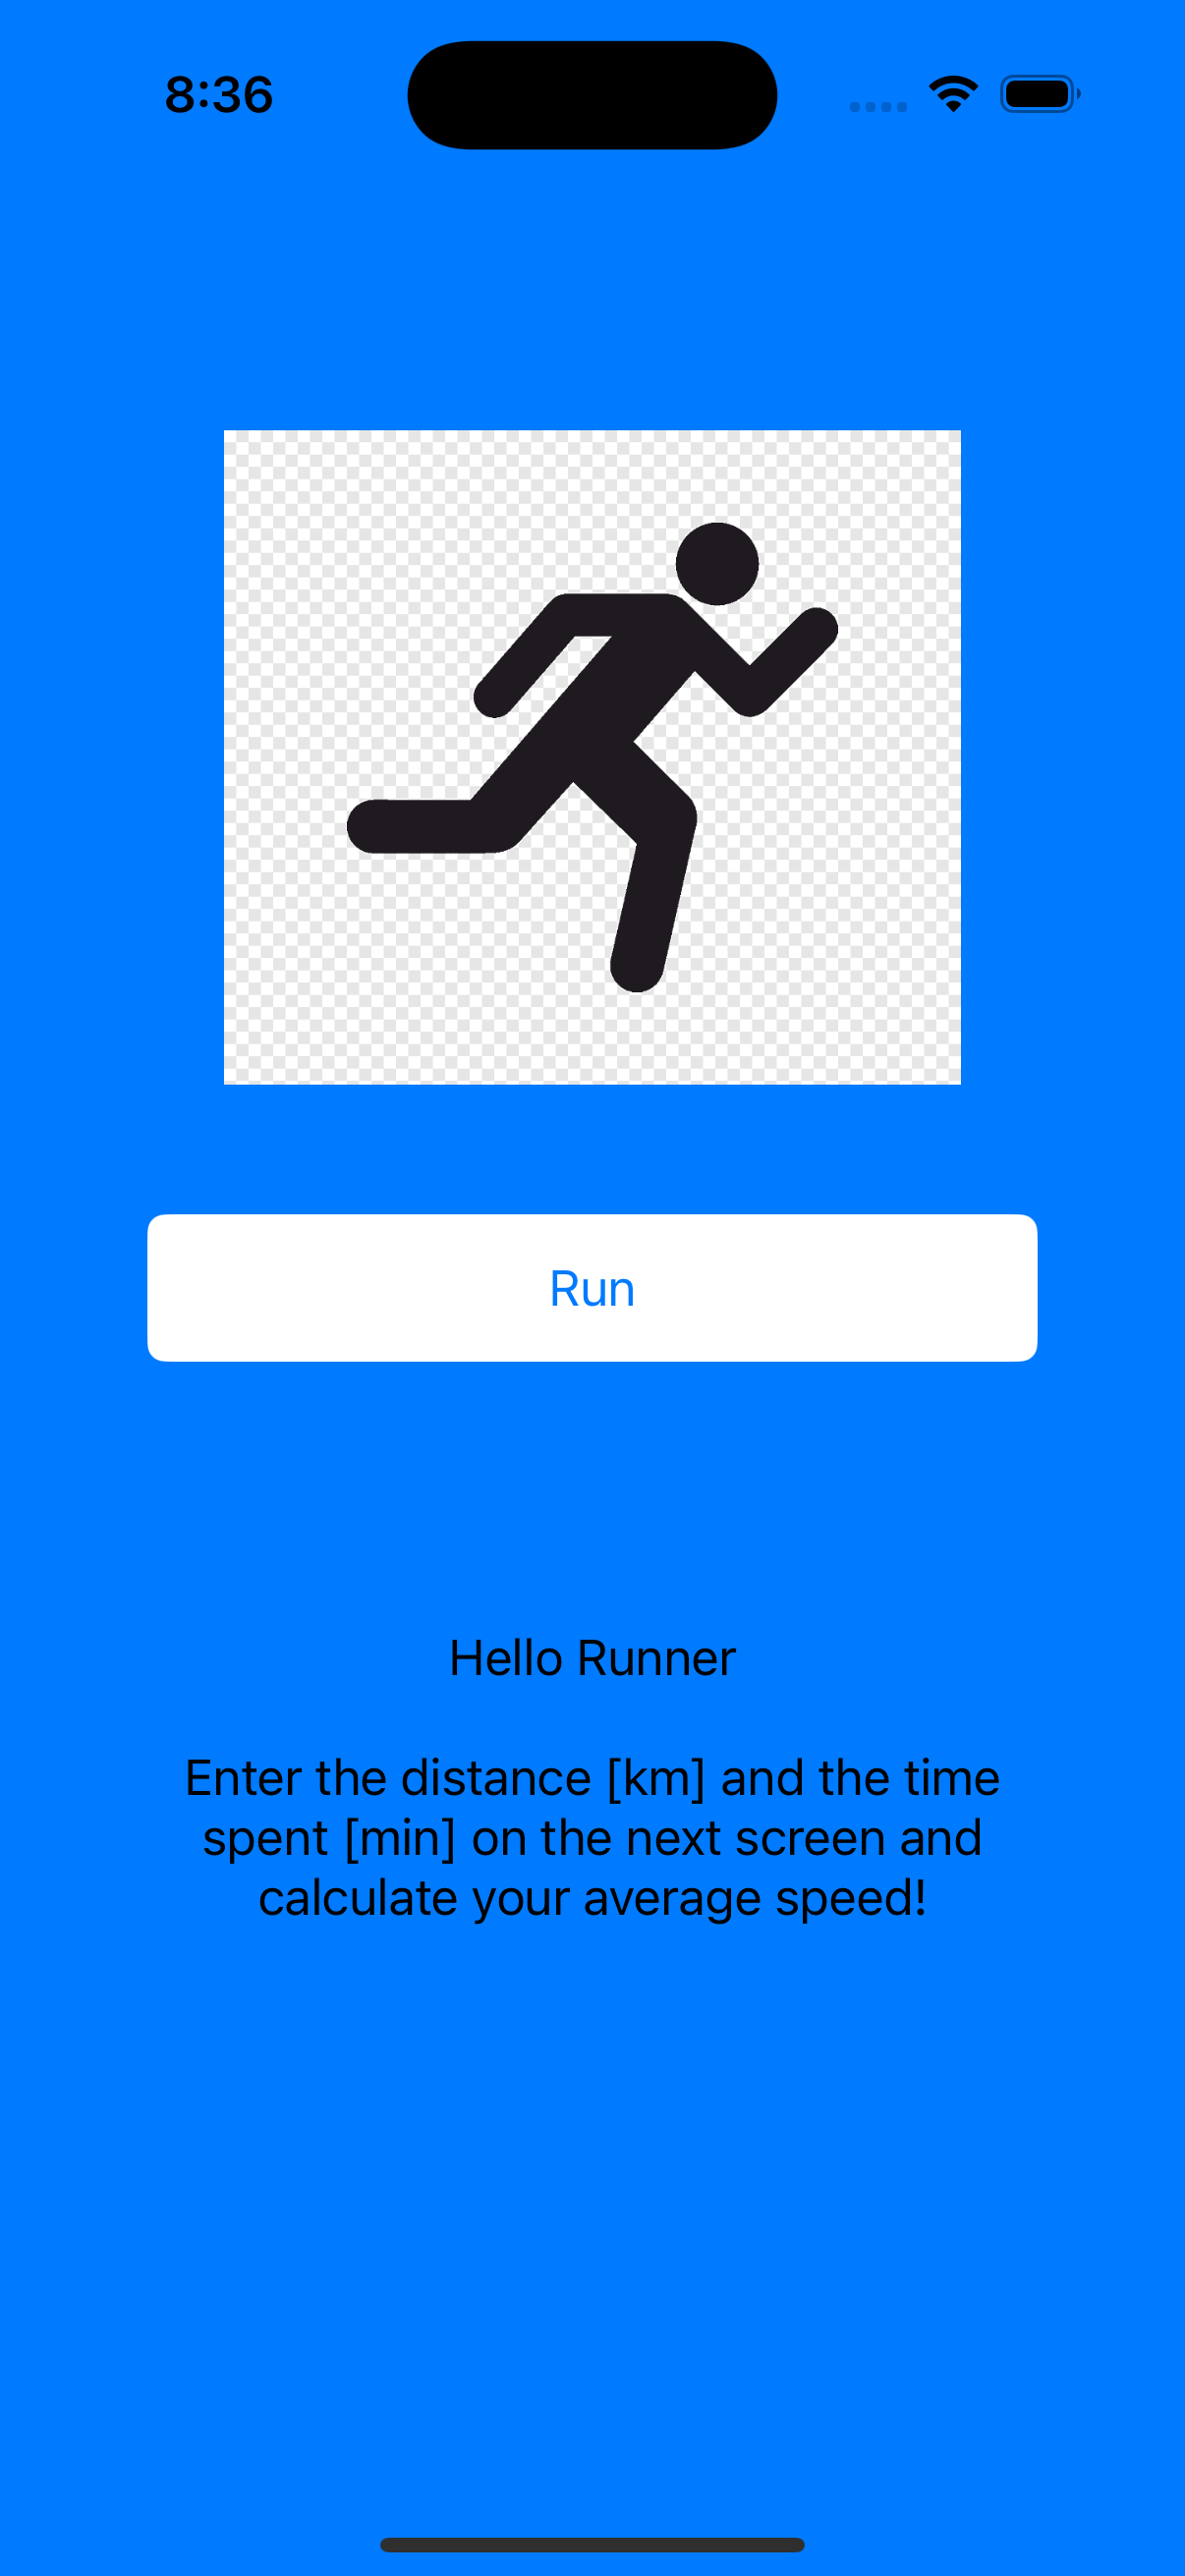 8:36
Run
Hello Runner
Enter the distance [km] and the time
spent [min] on the next screen and
calculate your average speed!